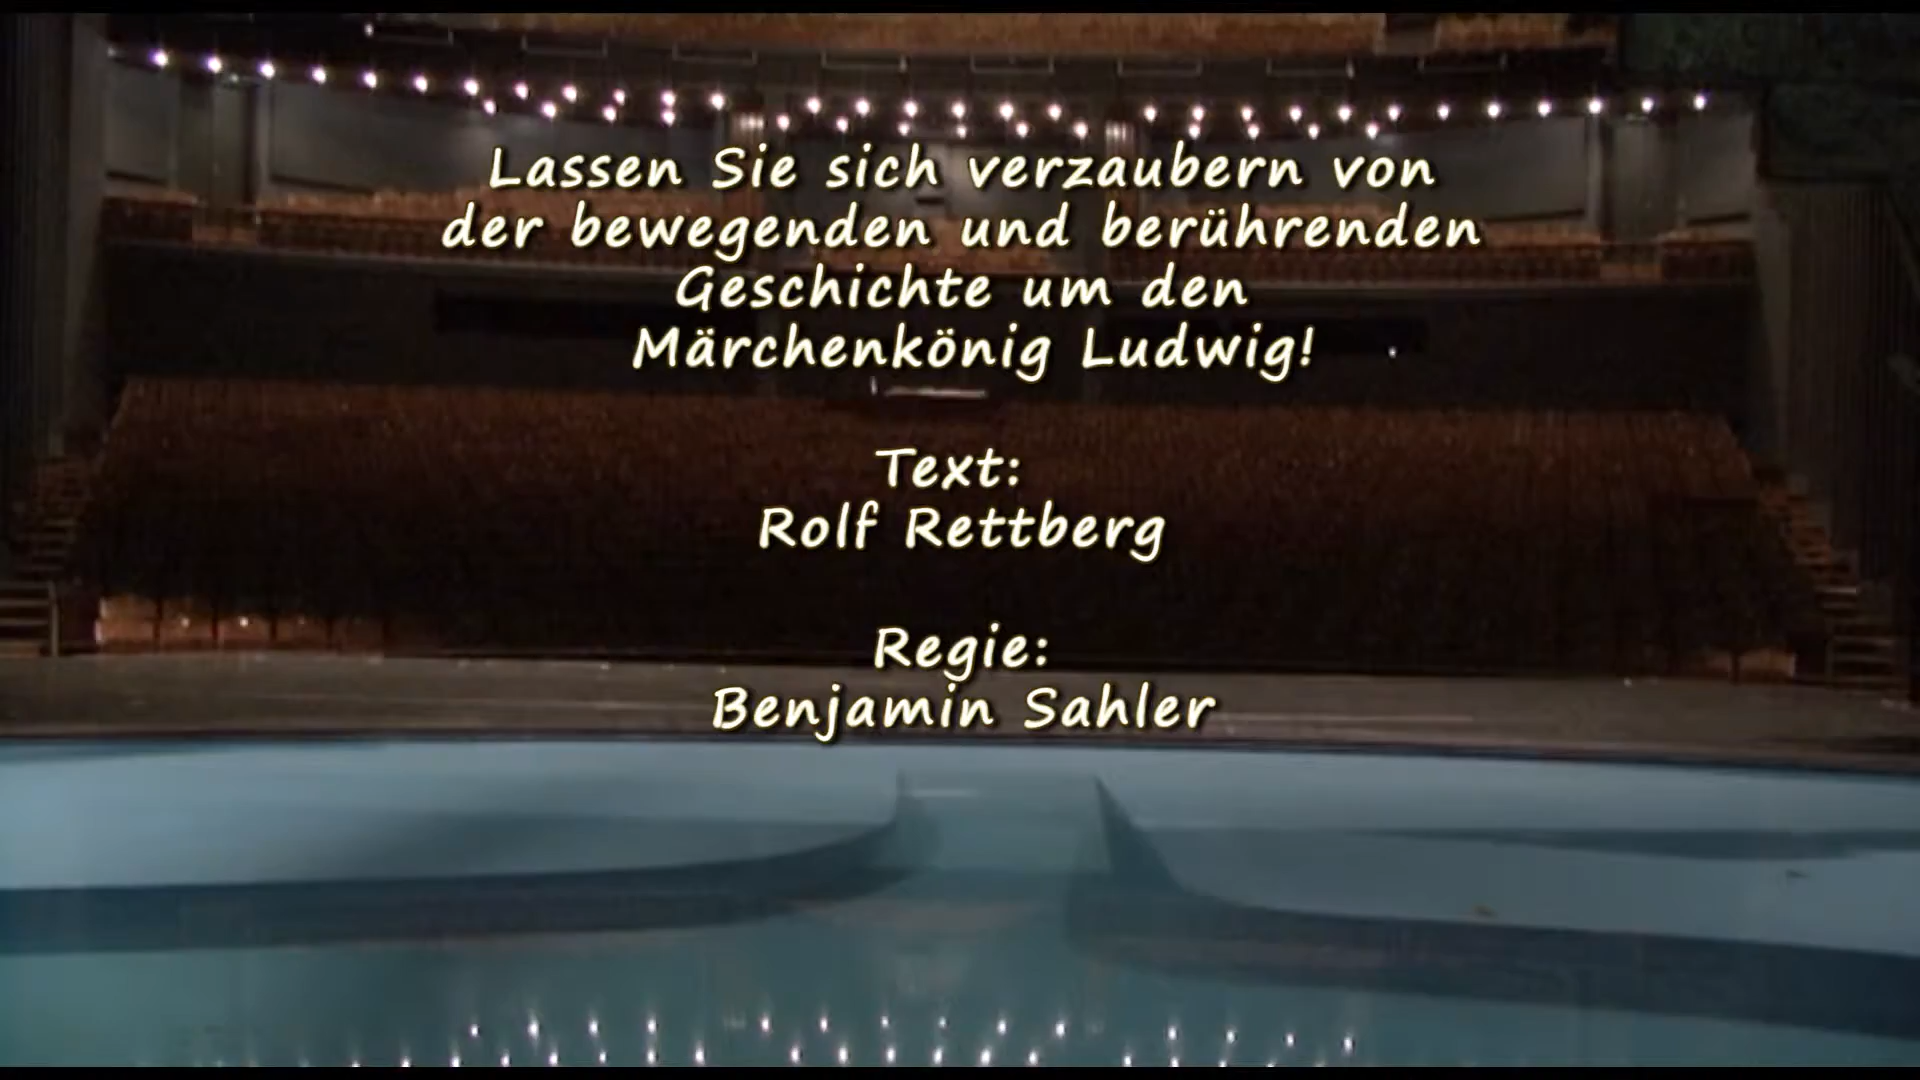 Lassen Sie sich verzaubern von
der bewegenden und berührenden
Geschichte um den
Märchenkönig Ludwig!
Text:
Rolf Rettberg
Regie:
Benjamin Sahler